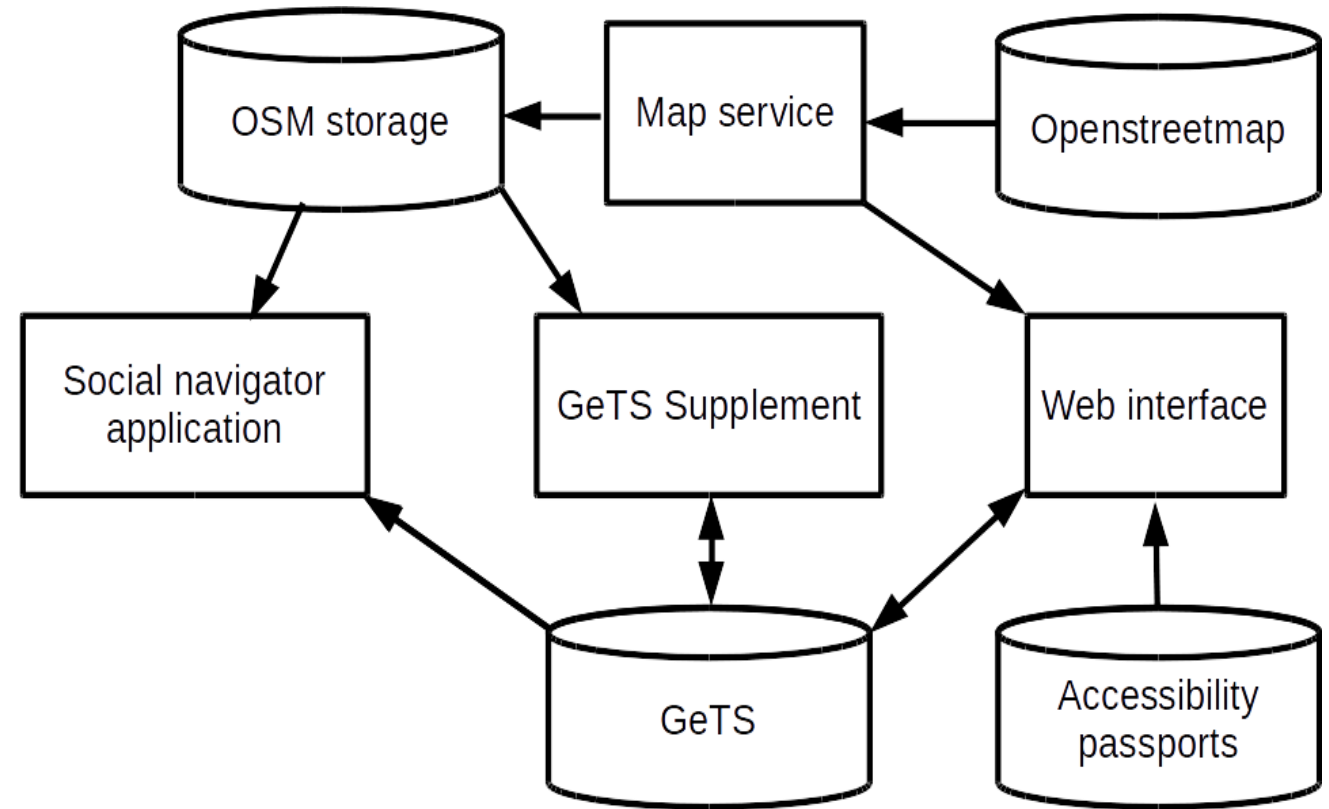 OSM storage
Map service
Openstreetmap
Social navigator
application
GeTS Supplement
Web interface
GeTS
Accessibility
passports